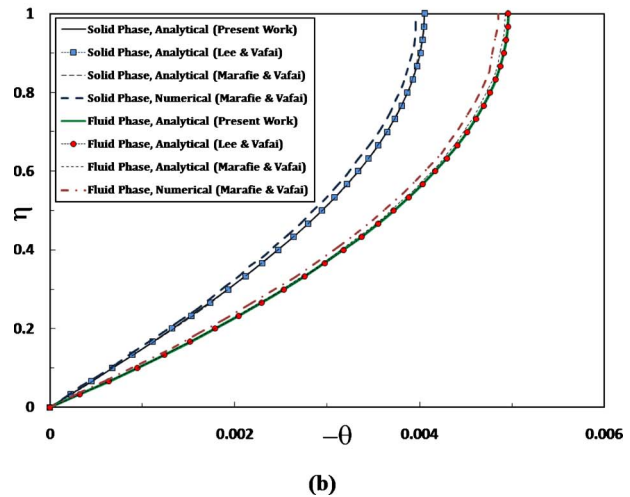 1
Solid Phase, Analytical (Present Work)
Solid Phase, Analytical (Lee & Vafai)
Solid Phase, Analytical (Marafie & Vafai)
Solid Phase, Numerical (Marafie & Vafai)
Fluid Phase, Analytical (Present Work)
Fluid Phase, Analytical (Lee & Vafai)
Fluid Phase, Analytical (Marafie & Vafai)
Fluid Phase, Numerical (Marafie & Vafai)
0.8
0.6
η
0.4
0.2
0
0 0.002 0.004 0.006
−θ
(b)